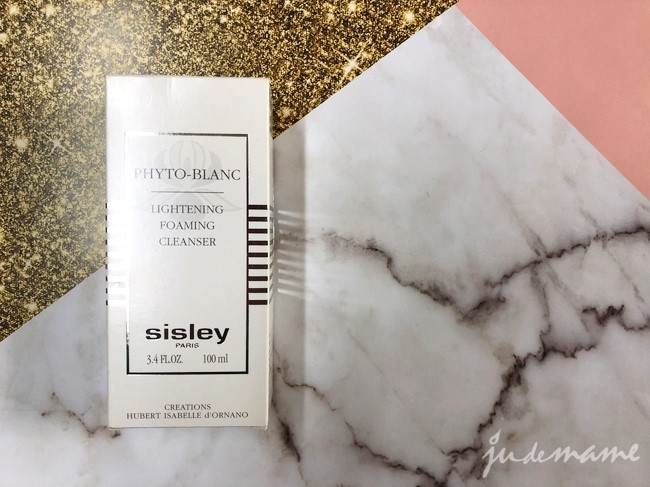 PHYTO-BLANC
LIGHTENING
FOAMING
CLEANSER
sisley
PARIS
3.4 FL.OZ. 100 ml
CREATIONS
HUBERT ISABELLE d'ORNANO
judemame